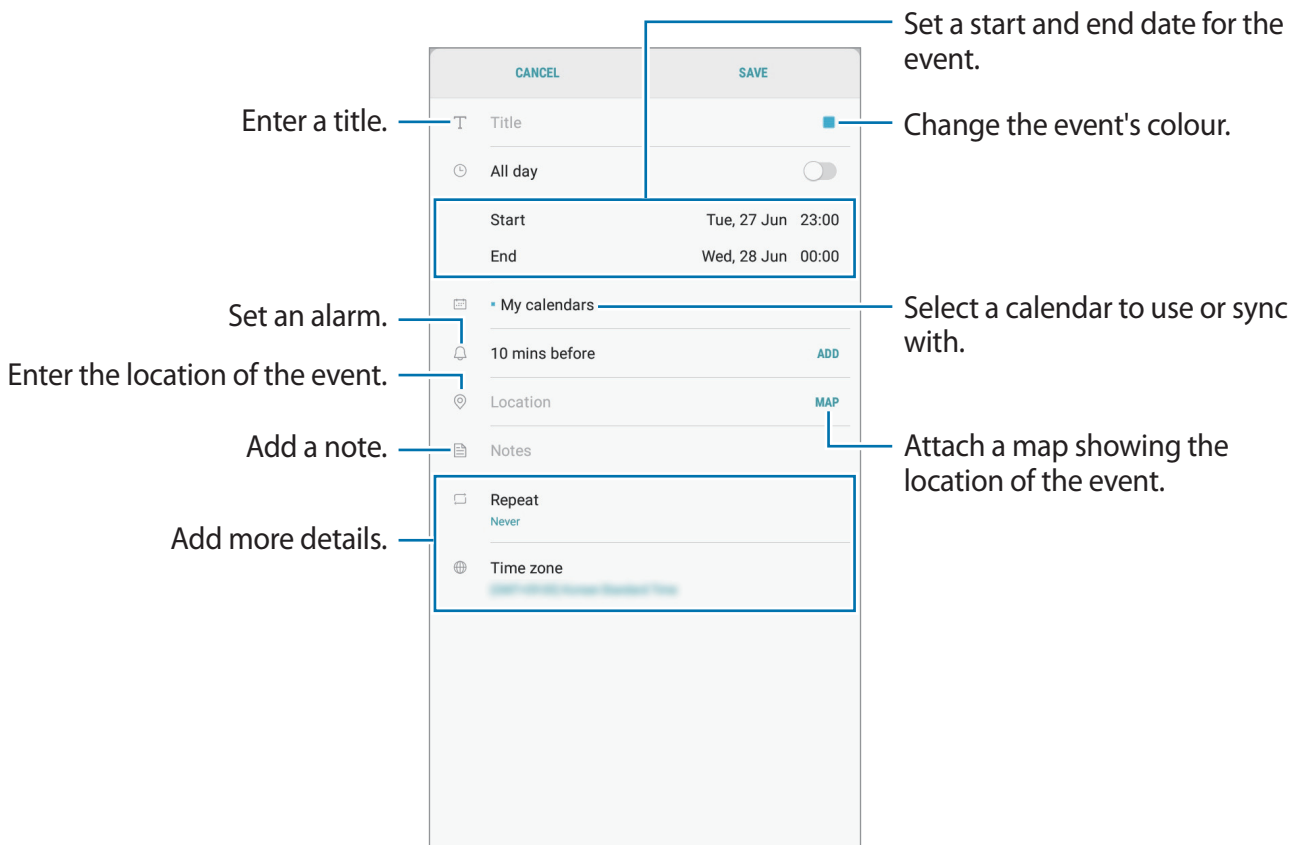 Set a start and end date for the
event.
CANCEL SAVE
Enter a title.
Title
Change the event's colour.
All day
Start Tue, 27 Jun 23:00
End Wed, 28 Jun 00:00
My calendars
Select a calendar to use or sync
with.
Set an alarm.
10 mins before ADD
Enter the location of the event.
Location MAP
Attach a map showing the
location of the event.
Add a note.
Notes
Add more details.
Repeat
Never
Time zone